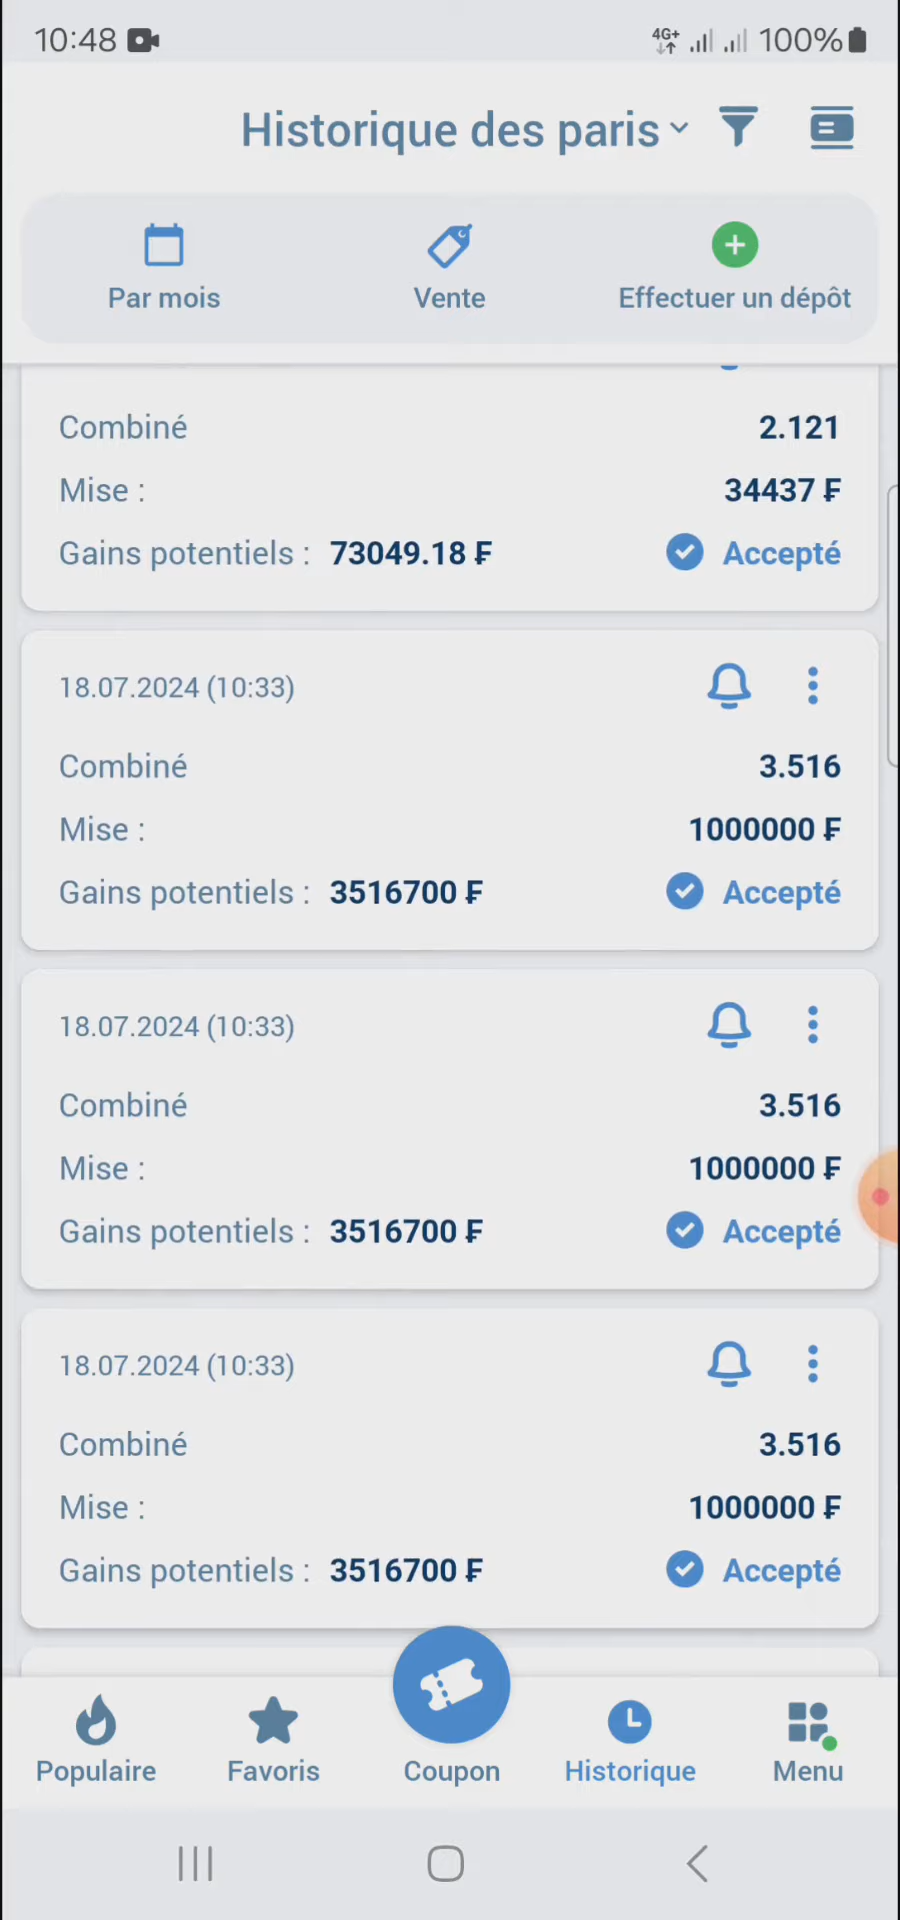 10:48 4G+ 100%
Historique des paris
Par mois Vente Effectuer un dépôt
Combiné 2.121
Mise : 34437 ₣
Gains potentiels : 73049.18 ₣ Accepté
18.07.2024 (10:33)
Combiné 3.516
Mise : 1000000 ₣
Gains potentiels : 3516700 ₣ Accepté
18.07.2024 (10:33)
Combiné 3.516
Mise : 1000000 ₣
Gains potentiels : 3516700 ₣ Accepté
18.07.2024 (10:33)
Combiné 3.516
Mise : 1000000 ₣
Gains potentiels : 3516700 ₣ Accepté
Populaire Favoris Coupon Historique Menu